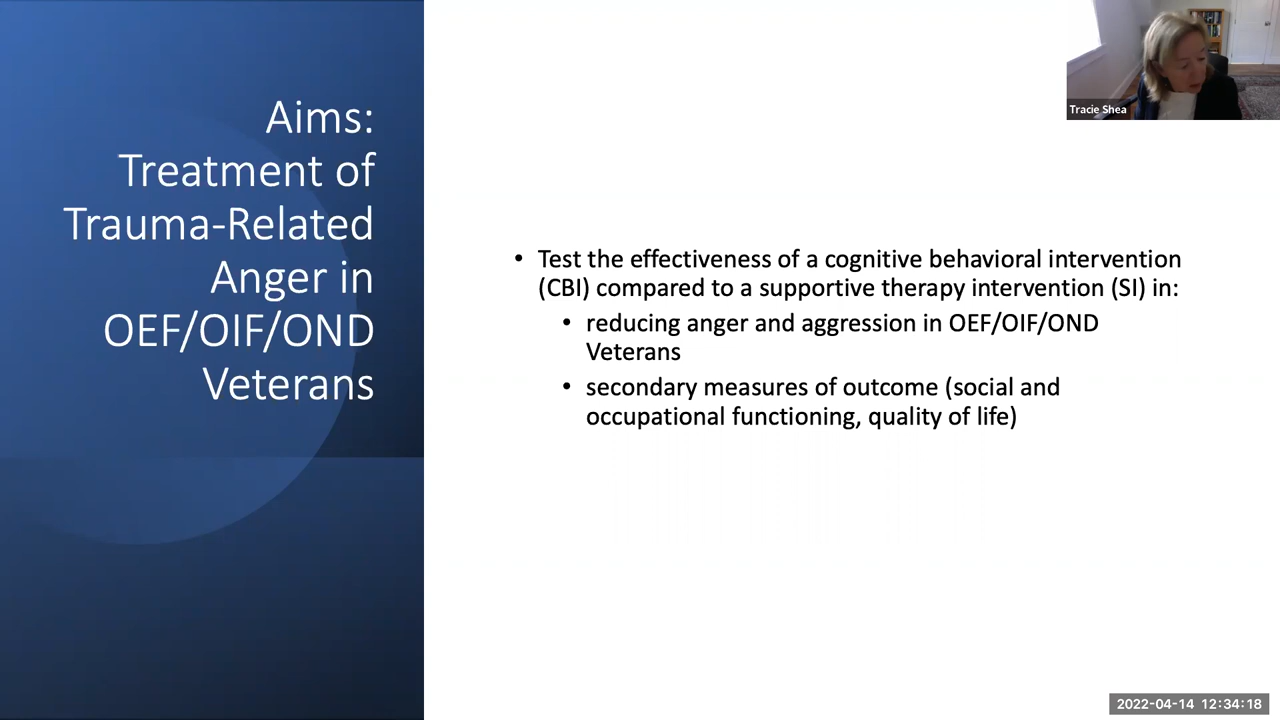 Aims:
Treatment of
Trauma-Related
Anger in
OEF/OIF/OND
Veterans
• Test the effectiveness of a cognitive behavioral intervention
(CBI) compared to a supportive therapy intervention (SI) in:
• reducing anger and aggression in OEF/OIF/OND
Veterans
• secondary measures of outcome (social and
occupational functioning, quality of life)
Tracie Shea
2022-04-14 12:34:18